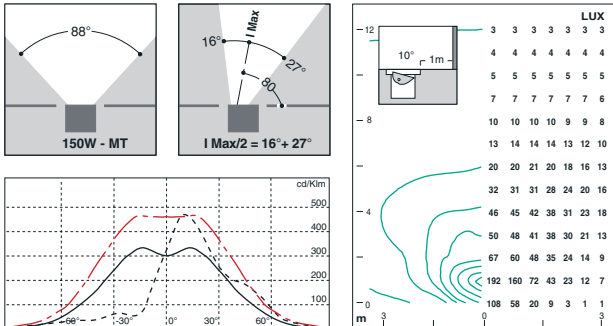 88°
150W - MT
16°
I Max
27°
80
I Max/2 = 16°+ 27°
cd/Klm
500
400
300
200
100
-60° -30° 0° 30° 60°
LUX
12
10°
1m
8
4
0
m 3 0 3
3 3 3 3 3 3 3
4 4 4 4 4 4 4
5 5 5 5 5 5 5
7 7 7 7 7 7 6
10 10 10 10 9 9 8
13 14 14 14 13 12 10
20 20 21 20 18 16 13
32 31 31 28 24 20 16
46 45 42 38 31 23 18
50 48 41 38 30 21 13
67 60 48 35 24 14 9
192 160 72 43 23 12 7
108 58 20 9 3 1 1